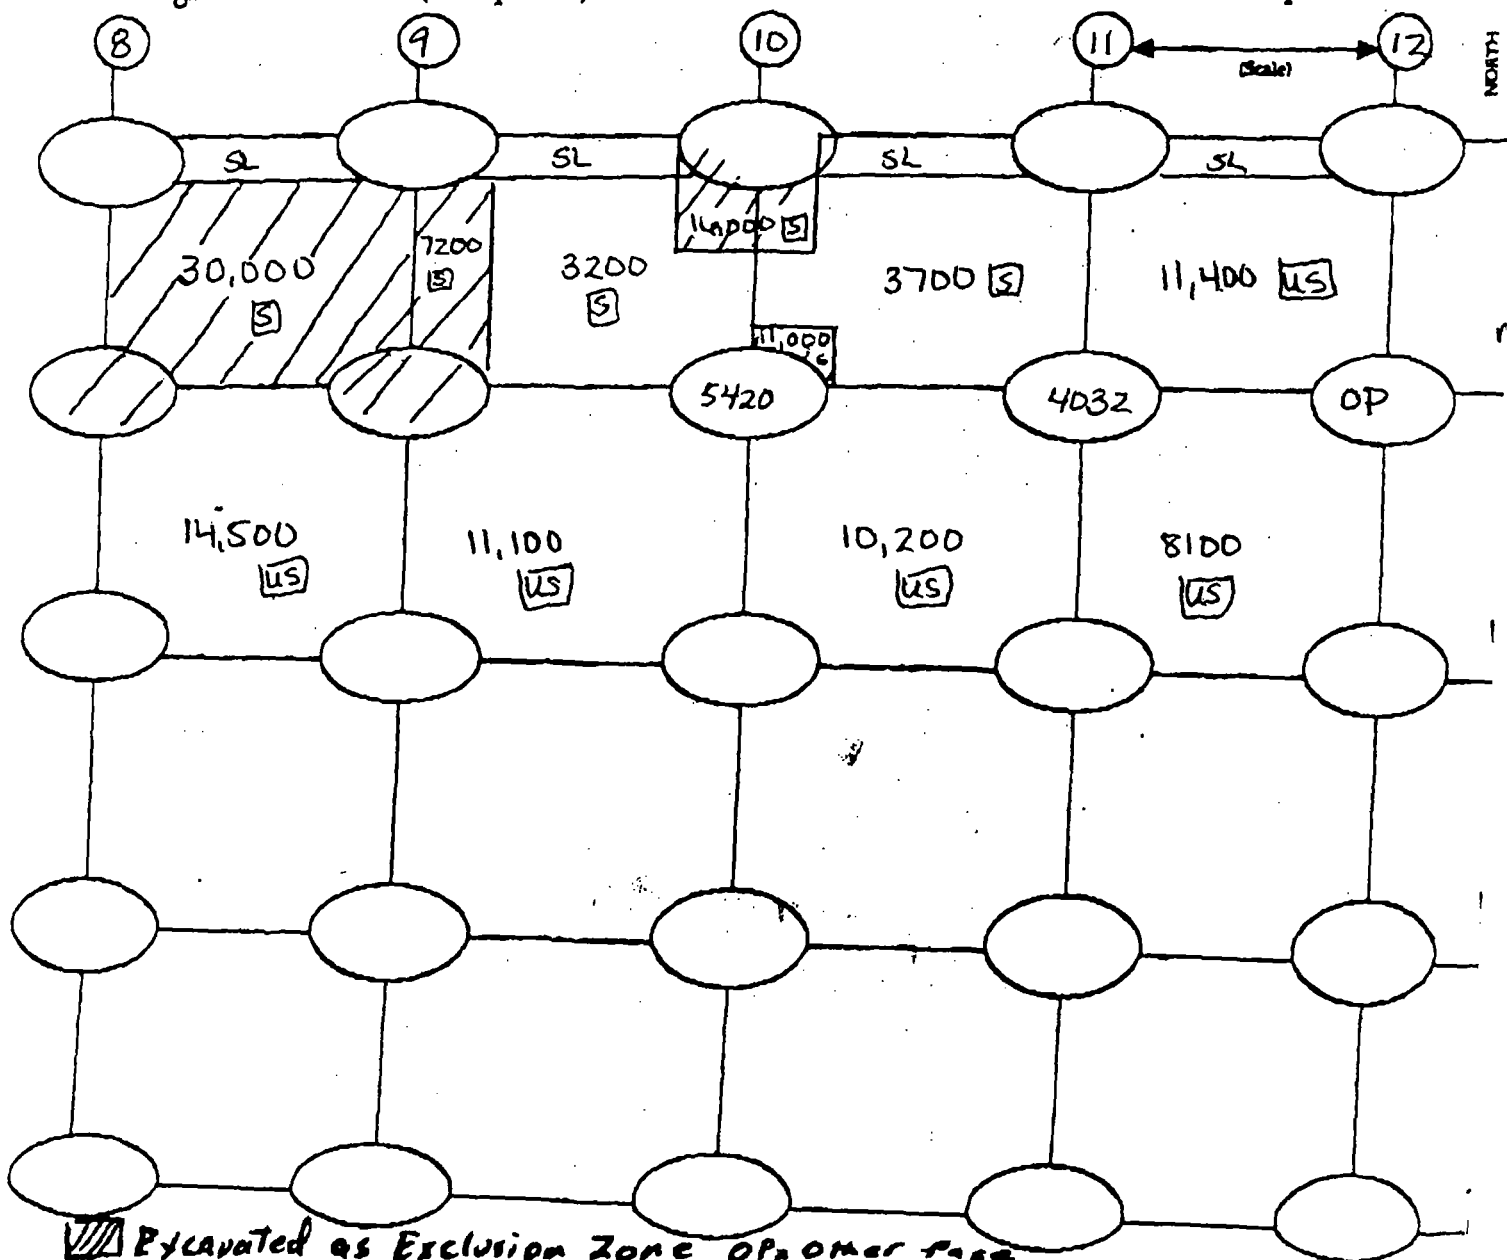 8 9 10 11 12
(Scale)
NORTH
SL SL SL SL
30,000
S
7200
S
3200
S
S
3700 S
11,400 US
11,000
5420
4032
OP
14,500
US
11,100
US
10,200
US
8100
US
Excavated as Exclusion Zone